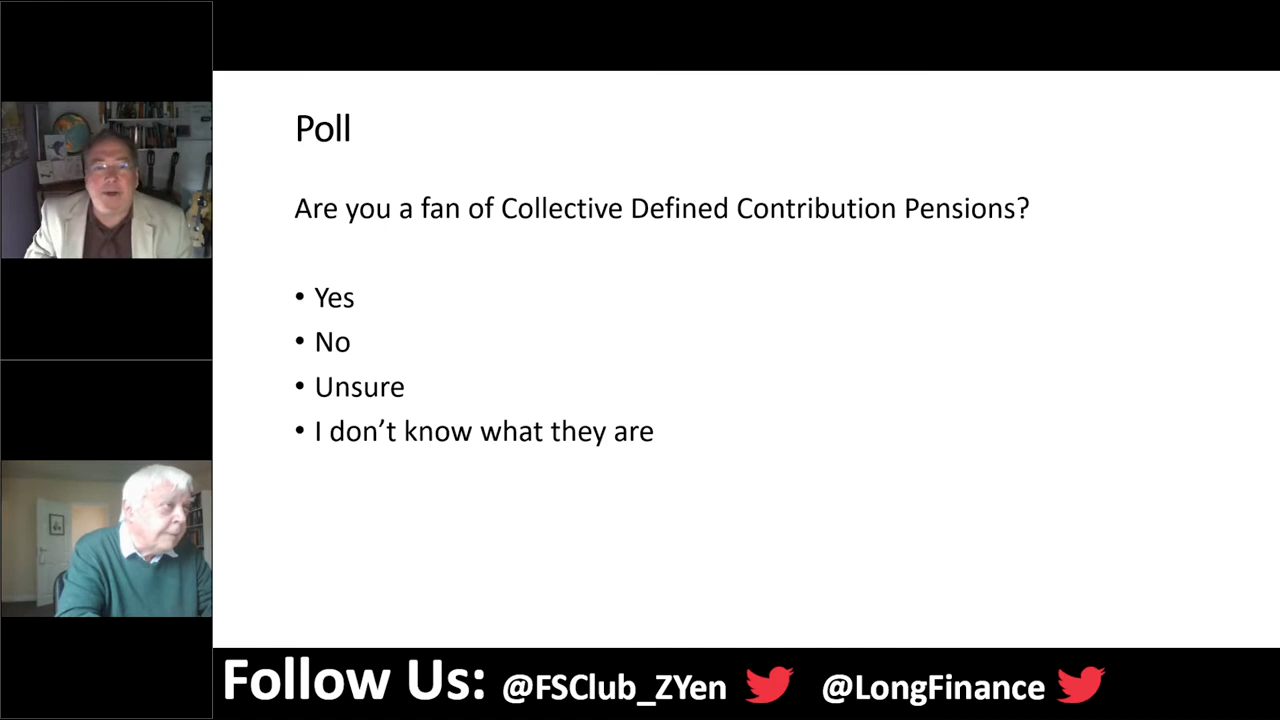 Poll
Are you a fan of Collective Defined Contribution Pensions?
• Yes
• No
• Unsure
• I don’t know what they are
Follow Us: @FSClub_ZYen @LongFinance